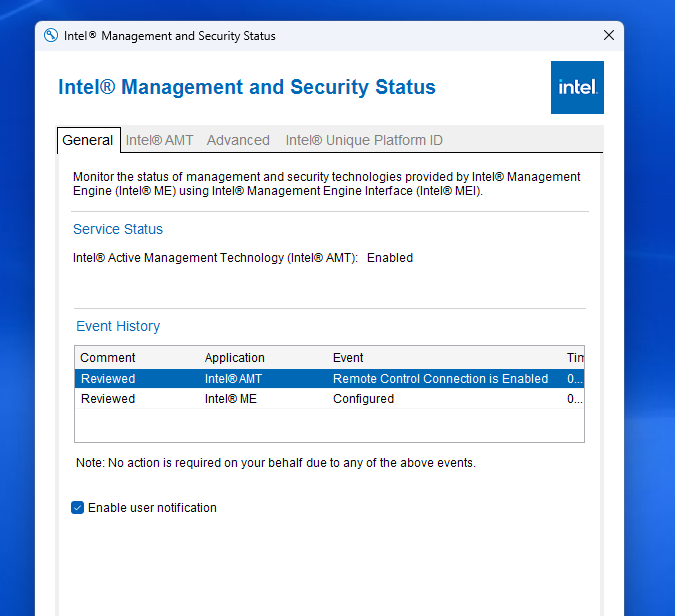 Intel® Management and Security Status
Intel® Management and Security Status
intel.
General Intel® AMT Advanced Intel® Unique Platform ID
Monitor the status of management and security technologies provided by Intel® Management
Engine (Intel® ME) using Intel® Management Engine Interface (Intel® MEI).
Service Status
Intel® Active Management Technology (Intel® AMT): Enabled
Event History
Comment Application Event Tim
Reviewed Intel® AMT Remote Control Connection is Enabled 0...
Reviewed Intel® ME Configured 0...
Note: No action is required on your behalf due to any of the above events.
Enable user notification